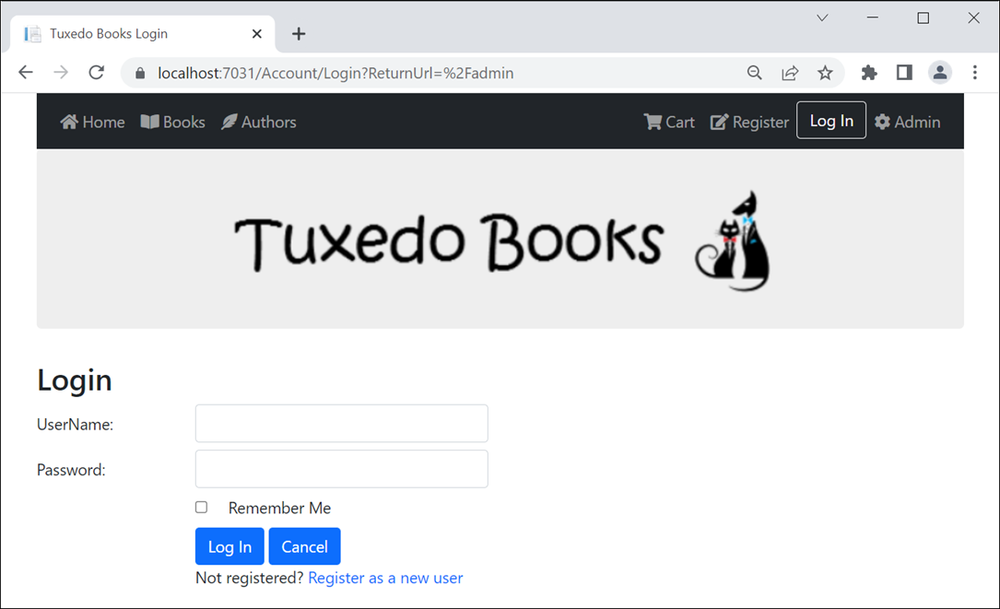 Tuxedo Books Login
localhost:7031/Account/Login?ReturnUrl=%2Fadmin
Home Books Authors Cart Register Log In Admin
Tuxedo Books
Login
UserName:
Password:
Remember Me
Log In Cancel
Not registered? Register as a new user